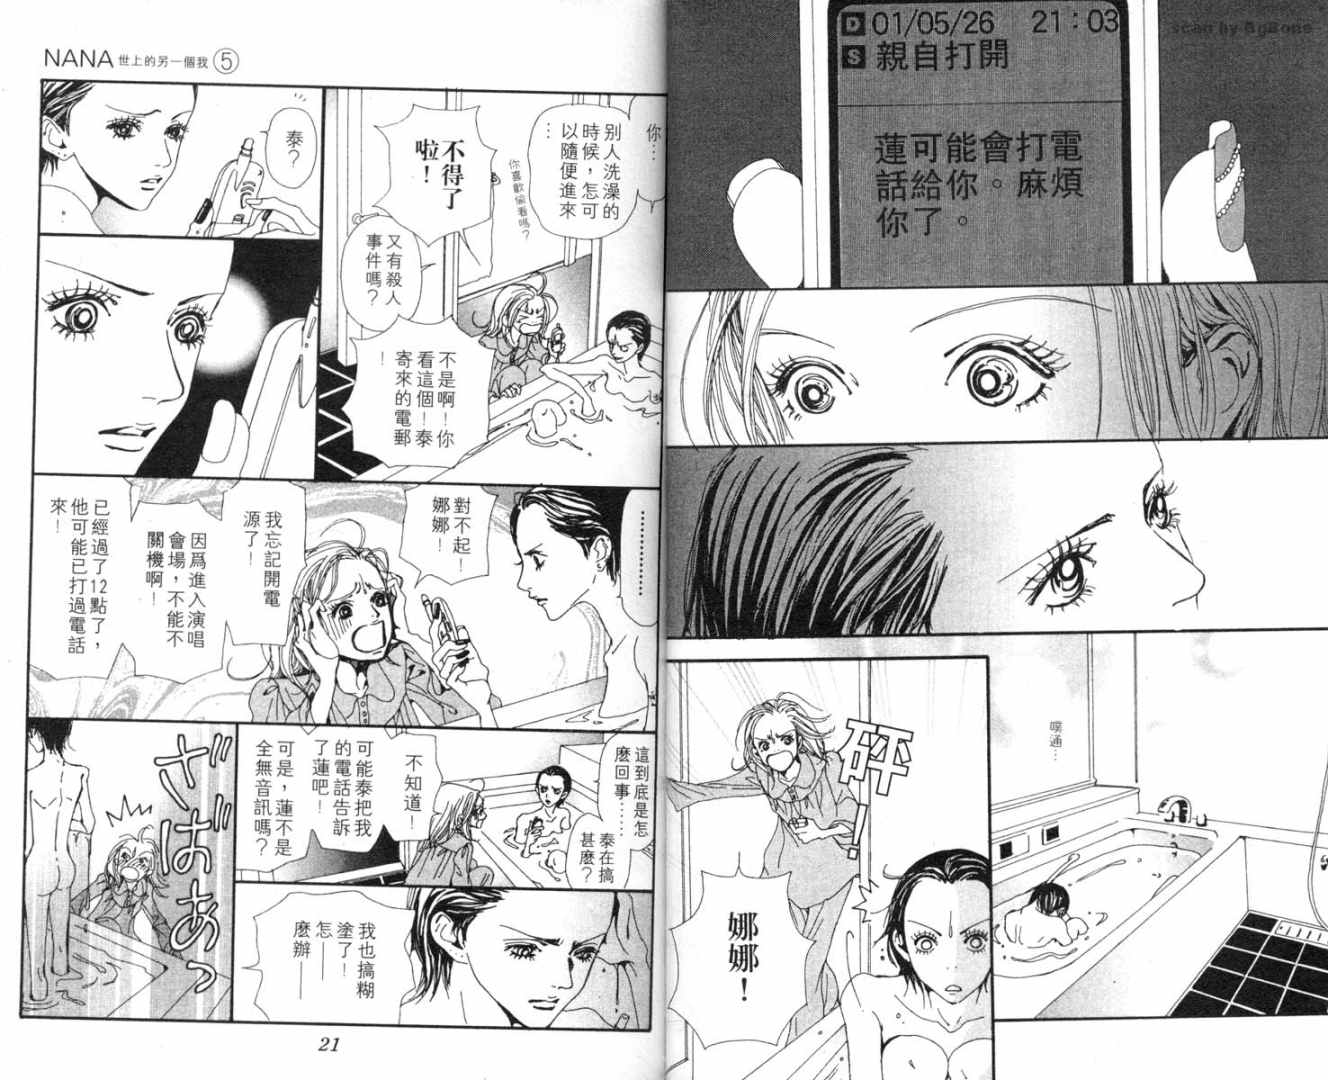 scan by BgBone
D 01/05/26 21:03
S 親自打開
蓮可能會打電
話給你。麻煩
你了。
噗通…
砰！
娜娜！
NANA 世上的另一個我 ⑤
你…
別人洗澡的
時候，怎可
以隨便進來
…
你喜歡偷看嗎？
不得了
啦！
又有殺人
事件嗎？
不是啊！你
看這個！泰
寄來的電郵
！
泰？
………
對不起！
娜娜！
我忘記開電
源了！
因爲進入演唱
會場，不能不
關機啊！
已經過了12點了，
他可能已打過電話
來！
這到底是怎
麽回事……
泰在搞
甚麽？
不知道！
可能泰把我
的電話告訴
了蓮吧！
可是，蓮不是
全無音訊嗎？
我也搞糊
塗了！
怎——
麽辦——
ざばあっ
21